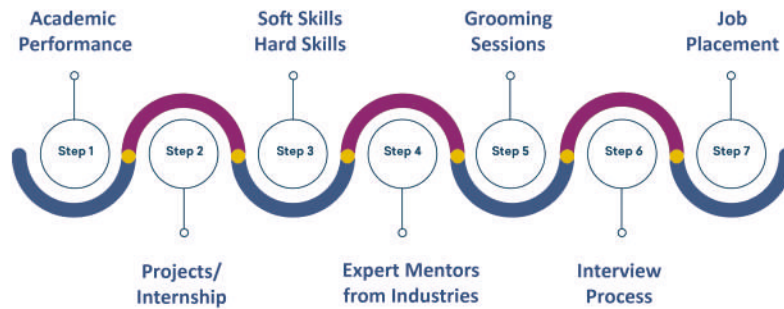 Academic
Performance
Soft Skills
Hard Skills
Grooming
Sessions
Job
Placement
Step 1
Step 2
Step 3
Step 4
Step 5
Step 6
Step 7
Projects/
Internship
Expert Mentors
from Industries
Interview
Process